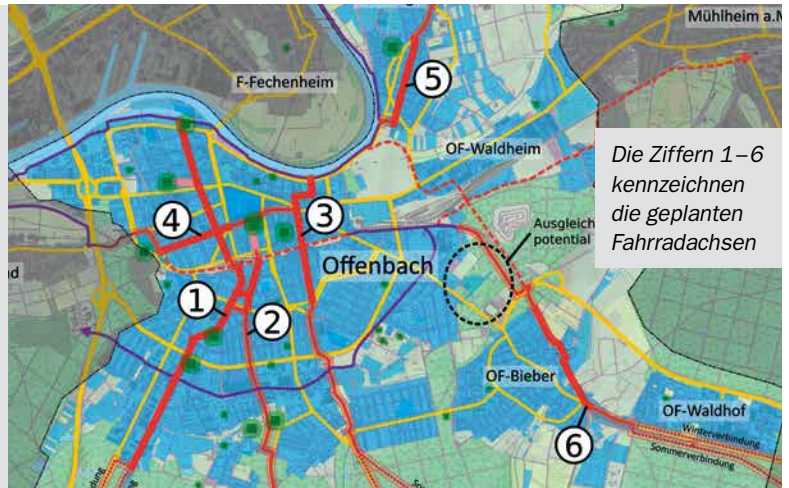 Mühlheim a.M
F-Fechenheim
5
OF-Waldheim
Die Ziffern 1–6
kennzeichnen
die geplanten
Fahrradachsen
4
3
Ausgleich
potential
Offenbach
1
2
OF-Bieber
OF-Waldhof
6
Winterverbindung
Sommerverbindung